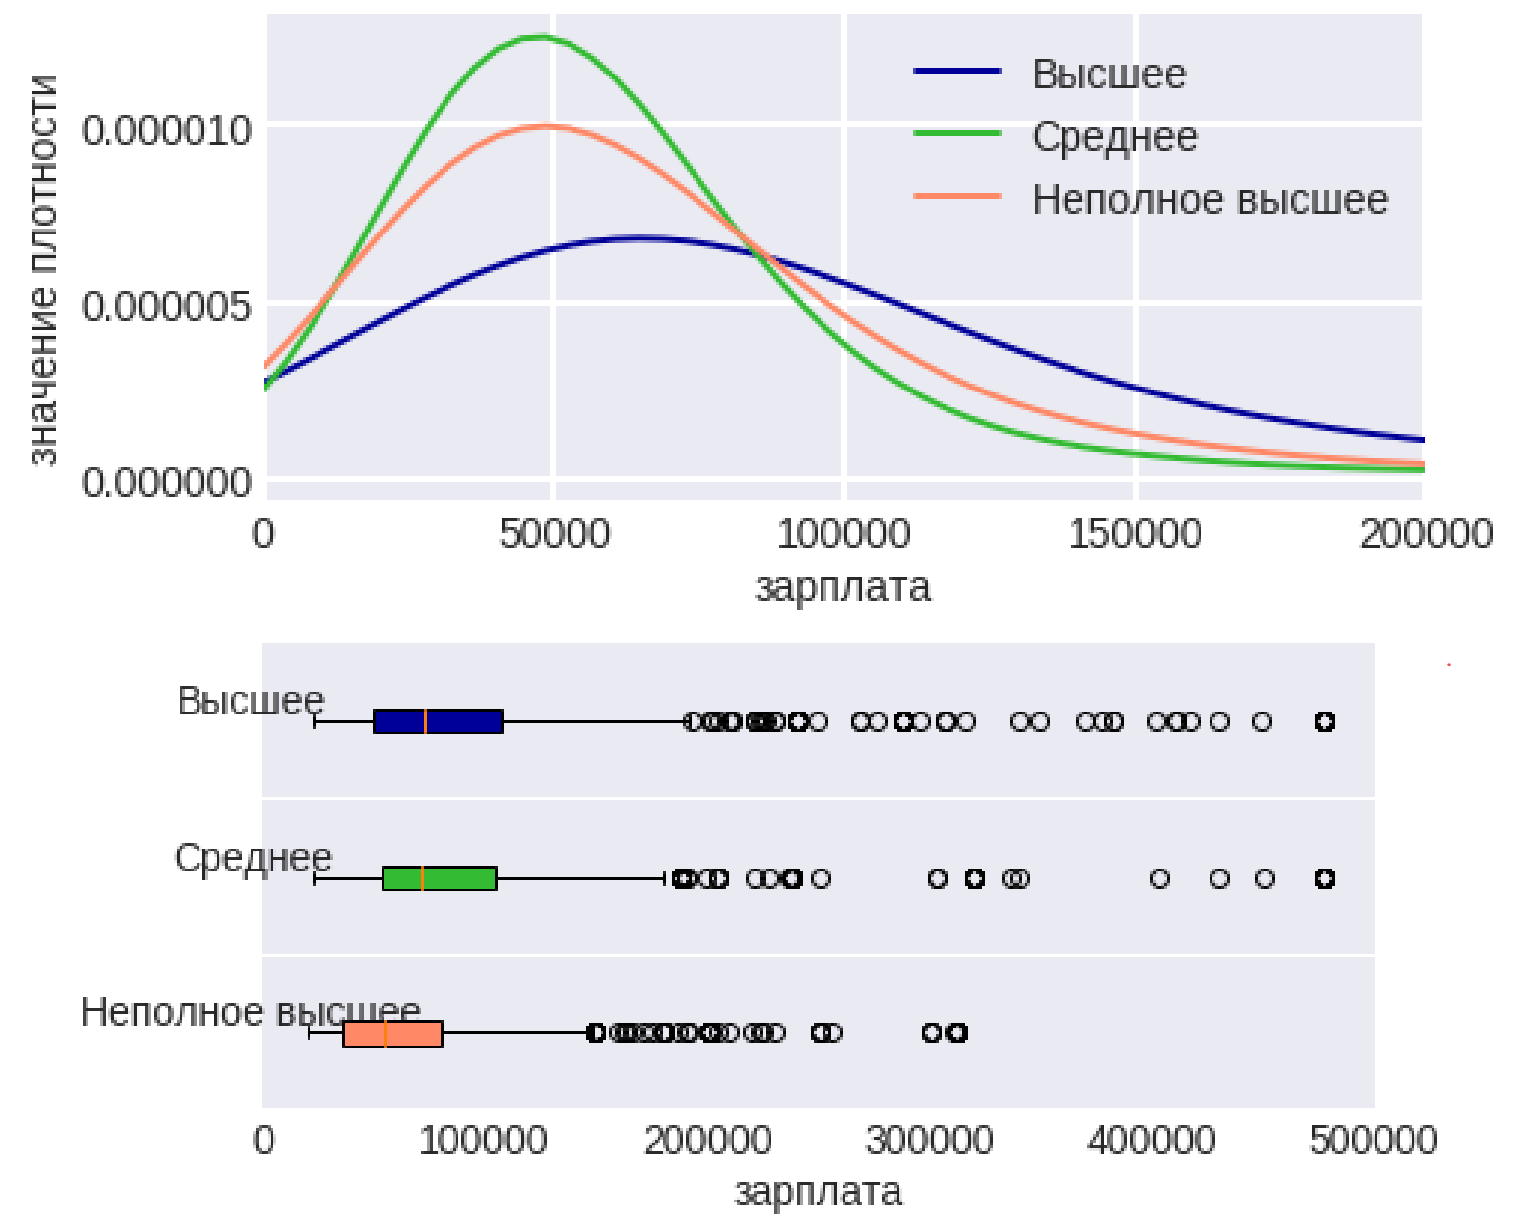 значение плотности
0.000010
0.000005
0.000000
Высшее
Среднее
Неполное высшее
0 50000 100000 150000 200000
зарплата
Высшее
Среднее
Неполное высшее
0 100000 200000 300000 400000 500000
зарплата